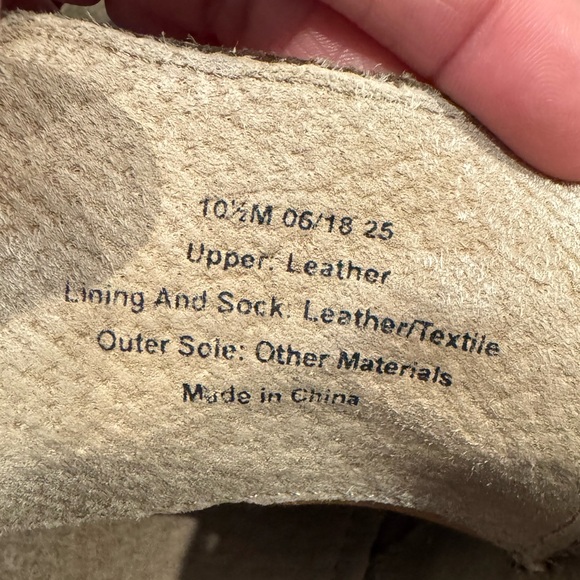 10½M 06/18 25
Upper: Leather
Lining And Sock: Leather/Textile
Outer Sole: Other Materials
Made in China